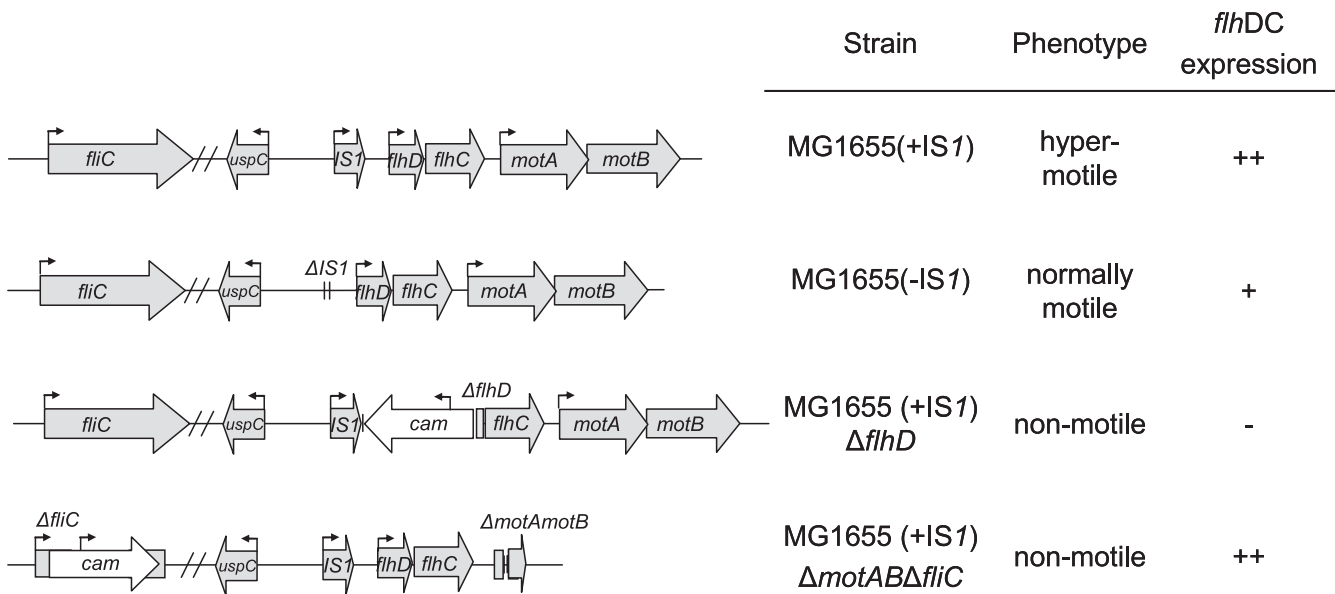 Strain Phenotype flhDC expression
fliC uspC IS1 flhD flhC motA motB
MG1655(+IS1) hyper-motile ++
ΔIS1
fliC uspC flhD flhC motA motB
MG1655(-IS1) normally motile +
ΔflhD
fliC uspC IS1 cam flhC motA motB
MG1655 (+IS1) ΔflhD non-motile -
ΔfliC ΔmotAmotB
cam uspC IS1 flhD flhC
MG1655 (+IS1) ΔmotABΔfliC non-motile ++